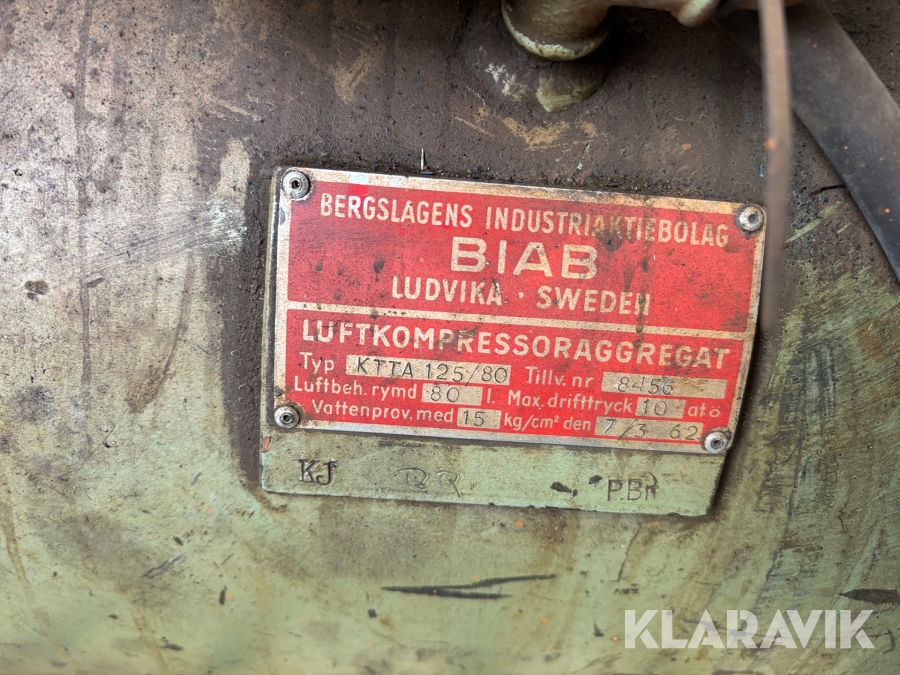 BERGSLAGENS INDUSTRIAKTIEBOLAG
BIAB
LUDVIKA · SWEDEN
LUFTKOMPRESSORAGGREGAT
Typ KTTA 125/80 Tillv. nr 8456
Luftbeh. rymd 80 l. Max. drifttryck 10 atö
Vattenprov. med 15 kg/cm² den 7/3 62
KJ
KLARAVIK